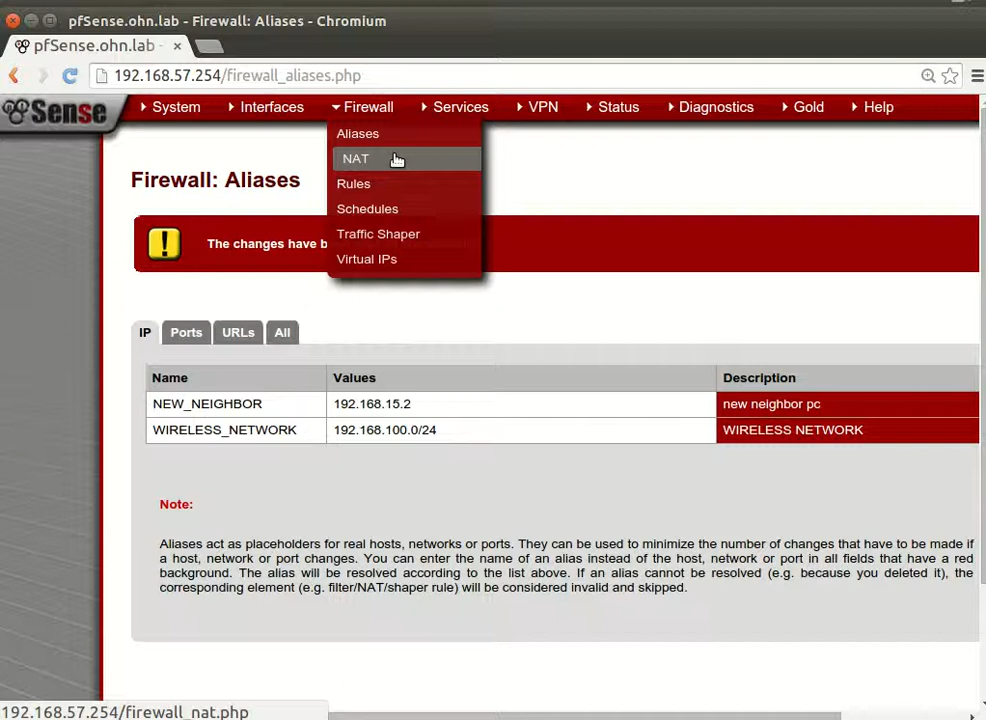 pfSense.ohn.lab - Firewall: Aliases - Chromium
pfSense.ohn.lab - ×
192.168.57.254/firewall_aliases.php
Sense System Interfaces Firewall Services VPN Status Diagnostics Gold Help
Aliases
NAT
Rules
Schedules
Traffic Shaper
Virtual IPs
Firewall: Aliases
! The changes have b
IP Ports URLs All
Name Values Description
NEW_NEIGHBOR 192.168.15.2 new neighbor pc
WIRELESS_NETWORK 192.168.100.0/24 WIRELESS NETWORK
Note:
Aliases act as placeholders for real hosts, networks or ports. They can be used to minimize the number of changes that have to be made if
a host, network or port changes. You can enter the name of an alias instead of the host, network or port in all fields that have a red
background. The alias will be resolved according to the list above. If an alias cannot be resolved (e.g. because you deleted it), the
corresponding element (e.g. filter/NAT/shaper rule) will be considered invalid and skipped.
192.168.57.254/firewall_nat.php